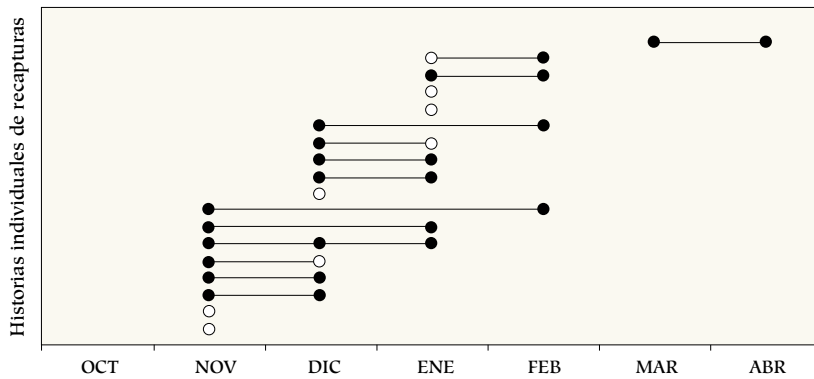 Historias individuales de recapturas
OCT NOV DIC ENE FEB MAR ABR